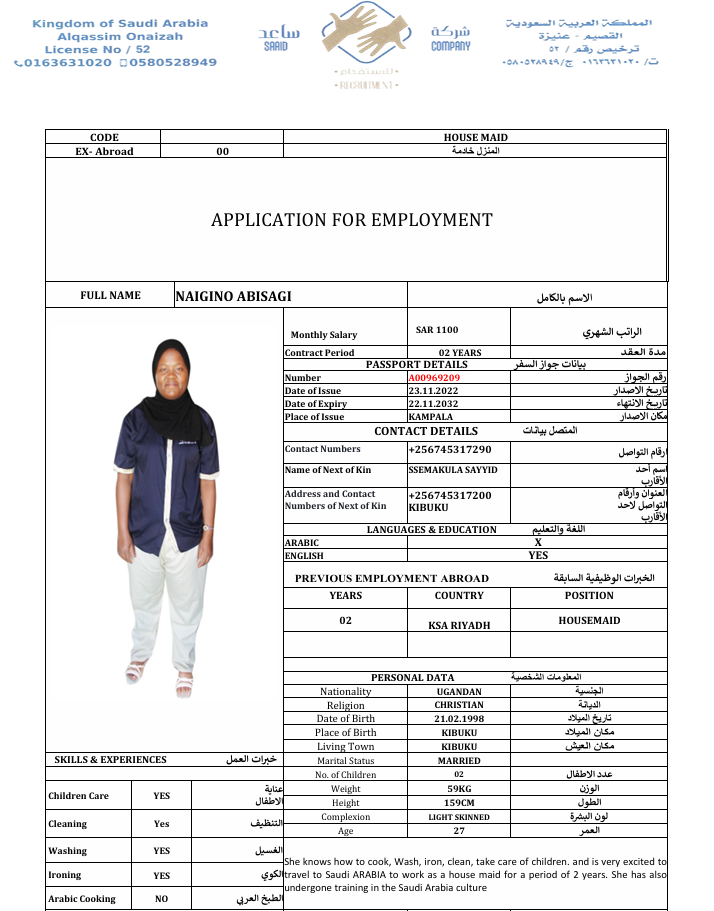 Kingdom of Saudi Arabia
Alqassim Onaizah
License No / 52
0163631020 0580528949
ساعد شركة
SAAID COMPANY
للاستقدام
RECRUITMENT
المملكة العربية السعودية
القصيم - عنيزة
ترخيص رقم / ٥٢
ت/ ٠١٦٣٦٣١٠٢٠ ج/٠٥٨٠٥٢٨٩٤٩
CODE HOUSE MAID
EX- Abroad 00 المنزل خادمة
APPLICATION FOR EMPLOYMENT
FULL NAME NAIGINO ABISAGI الاسم بالكامل
Monthly Salary SAR 1100 الراتب الشهري
Contract Period 02 YEARS مدة العقد
PASSPORT DETAILS بيانات جواز السفر
Number A00969209 رقم الجواز
Date of Issue 23.11.2022 تاريخ الاصدار
Date of Expiry 22.11.2032 تاريخ الانتهاء
Place of Issue KAMPALA مكان الاصدار
CONTACT DETAILS المتصل بيانات
Contact Numbers +256745317290 ارقام التواصل
Name of Next of Kin SSEMAKULA SAYYID اسم أحد
الأقارب
Address and Contact +256745317200 العنوان وأرقام
Numbers of Next of Kin KIBUKU التواصل لاحد
الأقارب
LANGUAGES & EDUCATION اللغة والتعليم
ARABIC X
ENGLISH YES
PREVIOUS EMPLOYMENT ABROAD الخبرات الوظيفية السابقة
YEARS COUNTRY POSITION
02 KSA RIYADH HOUSEMAID
PERSONAL DATA المعلومات الشخصية
Nationality UGANDAN الجنسية
Religion CHRISTIAN الديانة
Date of Birth 21.02.1998 تاريخ الميلاد
Place of Birth KIBUKU مكان الميلاد
Living Town KIBUKU مكان العيش
Marital Status MARRIED
No. of Children 02 عدد الاطفال
Weight 59KG الوزن
Height 159CM الطول
Complexion LIGHT SKINNED لون البشرة
Age 27 العمر
SKILLS & EXPERIENCES خبرات العمل
Children Care YES عناية
الاطفال
Cleaning Yes التنظيف
Washing YES الغسيل
Ironing YES الكوي
Arabic Cooking NO الطبخ العربي
She knows how to cook, Wash, iron, clean, take care of children. and is very excited to
travel to Saudi ARABIA to work as a house maid for a period of 2 years. She has also
undergone training in the Saudi Arabia culture